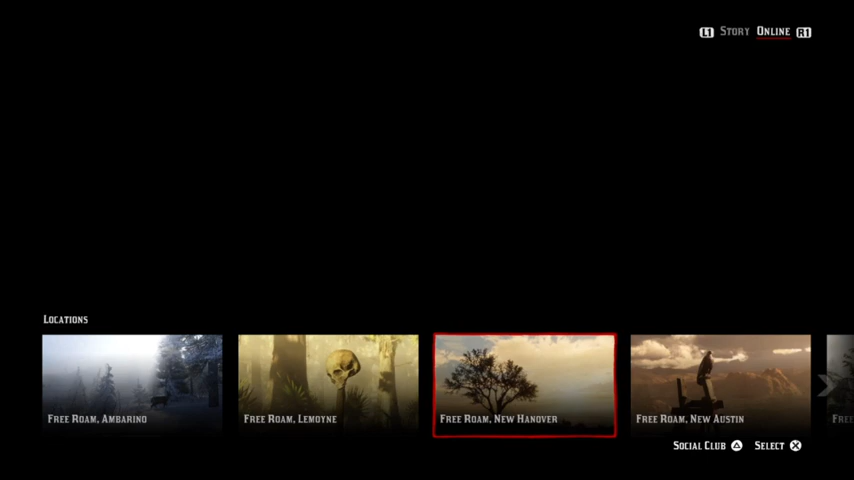 L1 STORY ONLINE R1
LOCATIONS
FREE ROAM, AMBARINO
FREE ROAM, LEMOYNE
FREE ROAM, NEW HANOVER
FREE ROAM, NEW AUSTIN
FREE
SOCIAL CLUB SELECT